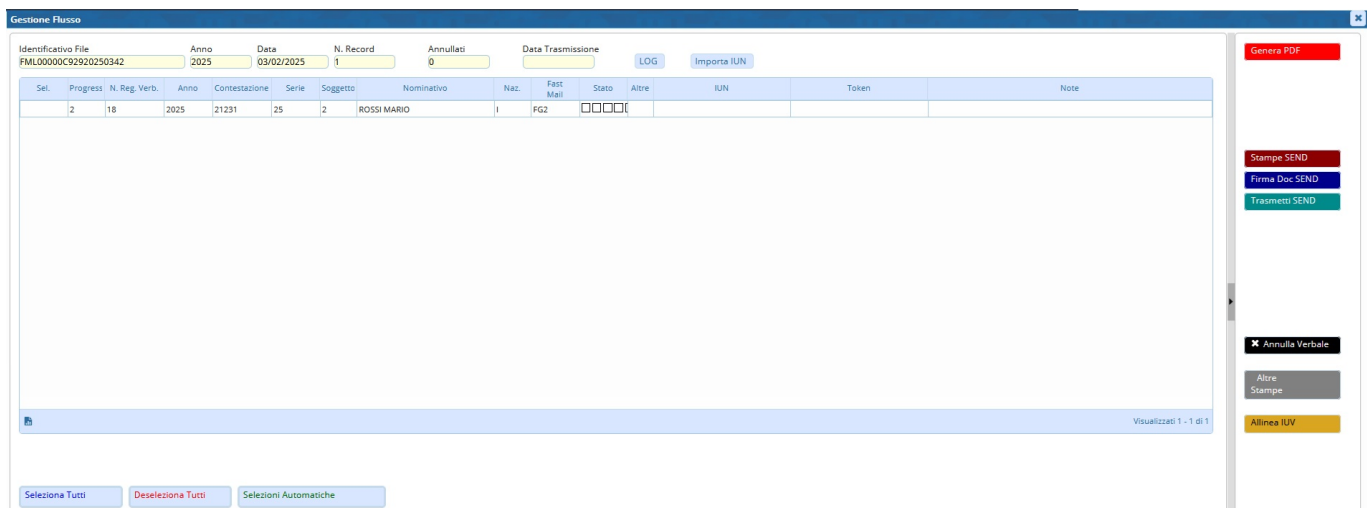 Gestione Flusso
Identificativo File Anno Data N. Record Annullati Data Trasmissione
FML00000C92920250342 2025 03/02/2025 1 0 LOG Importa IUN
Sel. Progress N. Reg. Verb. Anno Contestazione Serie Soggetto Nominativo Naz. Fast Mail Stato Altre IUN Token Note
2 18 2025 21231 25 2 ROSSI MARIO I FG2
Visualizzati 1 - 1 di 1
Seleziona Tutti Deseleziona Tutti Selezioni Automatiche
Genera PDF
Stampe SEND
Firma Doc SEND
Trasmetti SEND
Annulla Verbale
Altre
Stampe
Allinea IUV